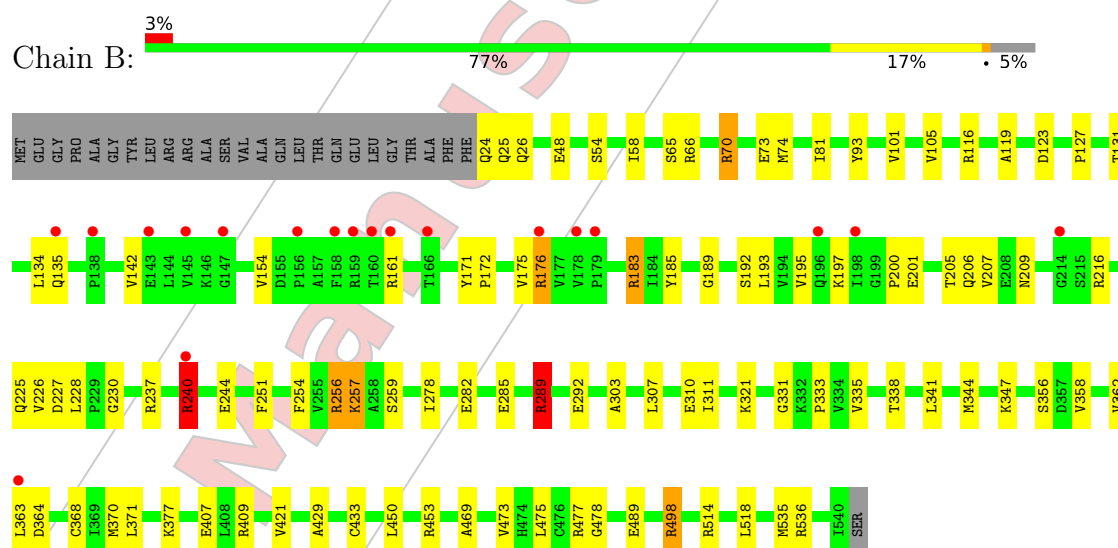 3%
Chain B:
77% 17% • 5%
MET GLU GLY PRO ALA GLY TYR LEU ARG ARG ALA SER VAL ALA GLN LEU THR GLN GLU LEU GLY THR ALA PHE PHE Q24 Q25 Q26 E48 S54 I58 S65 R66 R70 E73 M74 I81 Y93 V101 V105 R116 A119 D123 P127 T131
L134 Q135 P138 V142 E143 L144 V145 K146 G147 V154 D155 P156 A157 F158 R159 T160 R161 T166 Y171 P172 V175 R176 V177 V178 P179 R183 I184 Y185 G189 S192 L193 V194 V195 Q196 K197 I198 G199 P200 E201 T205 Q206 V207 E208 N209 G214 S215 R216
Q225 V226 D227 L228 P229 G230 R237 R240 E244 F251 F254 V255 R256 K257 A258 S259 I278 E282 E285 R289 E292 A303 L307 E310 I311 K321 G331 K332 P333 V334 V335 T338 L341 M344 K347 S356 D357 V358
L363 D364 C368 I369 M370 L371 K377 E407 L408 R409 V421 A429 C433 L450 R453 A469 V473 H474 L475 C476 R477 G478 E489 R498 R514 L518 M535 R536 I540 SER
Manus